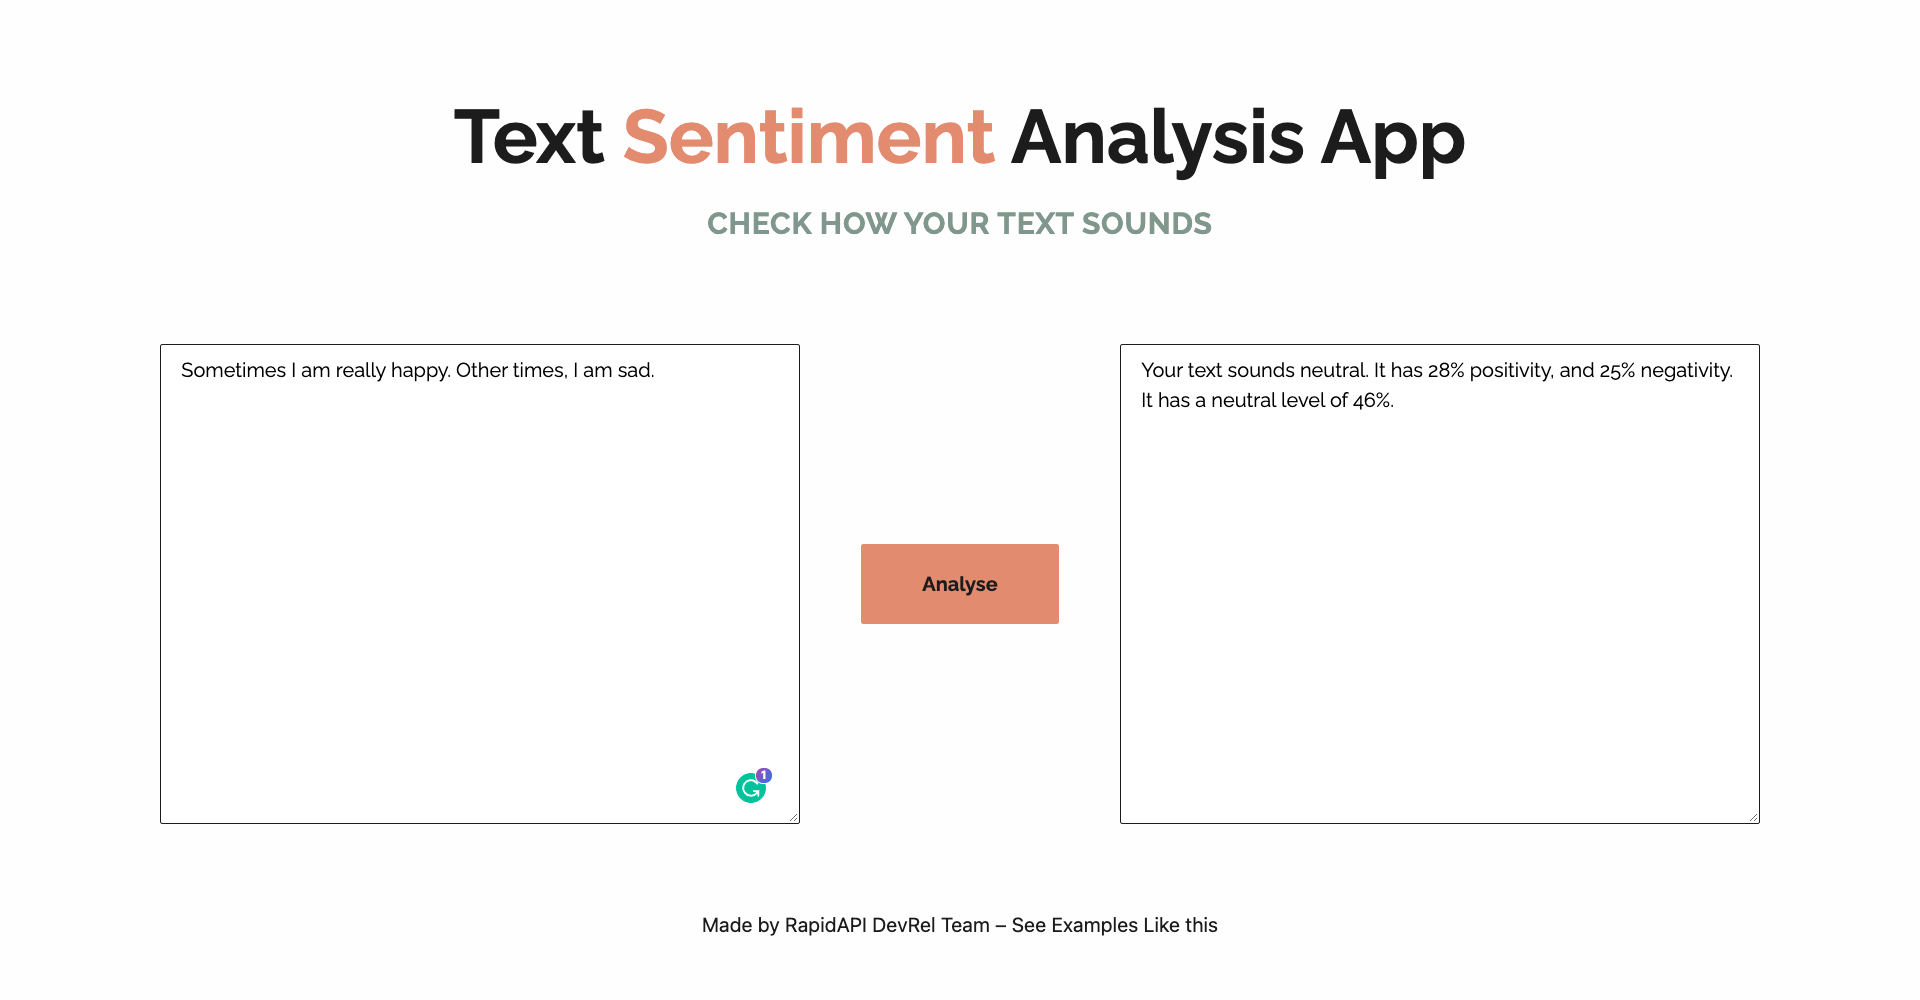 Text Sentiment Analysis App
CHECK HOW YOUR TEXT SOUNDS
Sometimes I am really happy. Other times, I am sad.
1
Analyse
Your text sounds neutral. It has 28% positivity, and 25% negativity.
It has a neutral level of 46%.
Made by RapidAPI DevRel Team – See Examples Like this